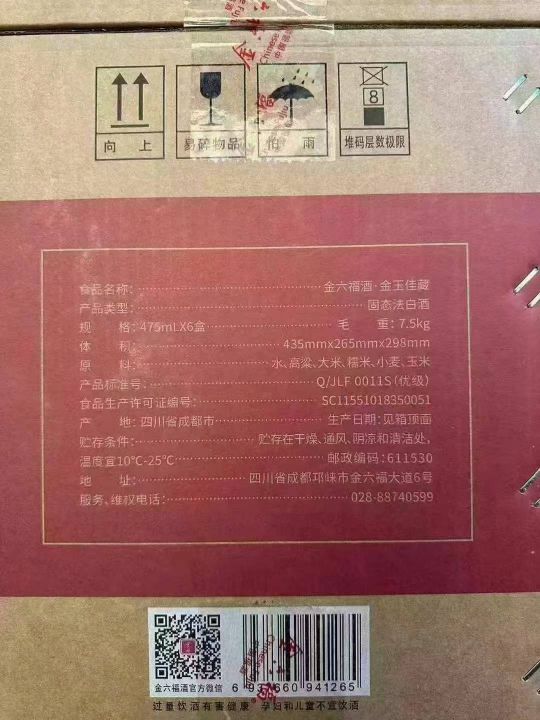 向 上
易碎物品
怕 雨
8
堆码层数极限
食品名称: 金六福酒·金玉佳藏
产品类型: 固态法白酒
规 格: 475mLX6盒 毛 重: 7.5kg
体 积: 435mmx265mmx298mm
原 料: 水、高粱、大米、糯米、小麦、玉米
产品标准号: Q/JLF 0011S(优级)
食品生产许可证编号: SC11551018350051
产 地: 四川省成都市 生产日期: 见箱顶面
贮存条件: 贮存在干燥、通风、阴凉和清洁处,
温度宜10℃-25℃ 邮政编码: 611530
地 址: 四川省成都邛崃市金六福大道6号
服务、维权电话: 028-88740599
金六福酒官方微信
6 937660 941265
过量饮酒有害健康 孕妇和儿童不宜饮酒